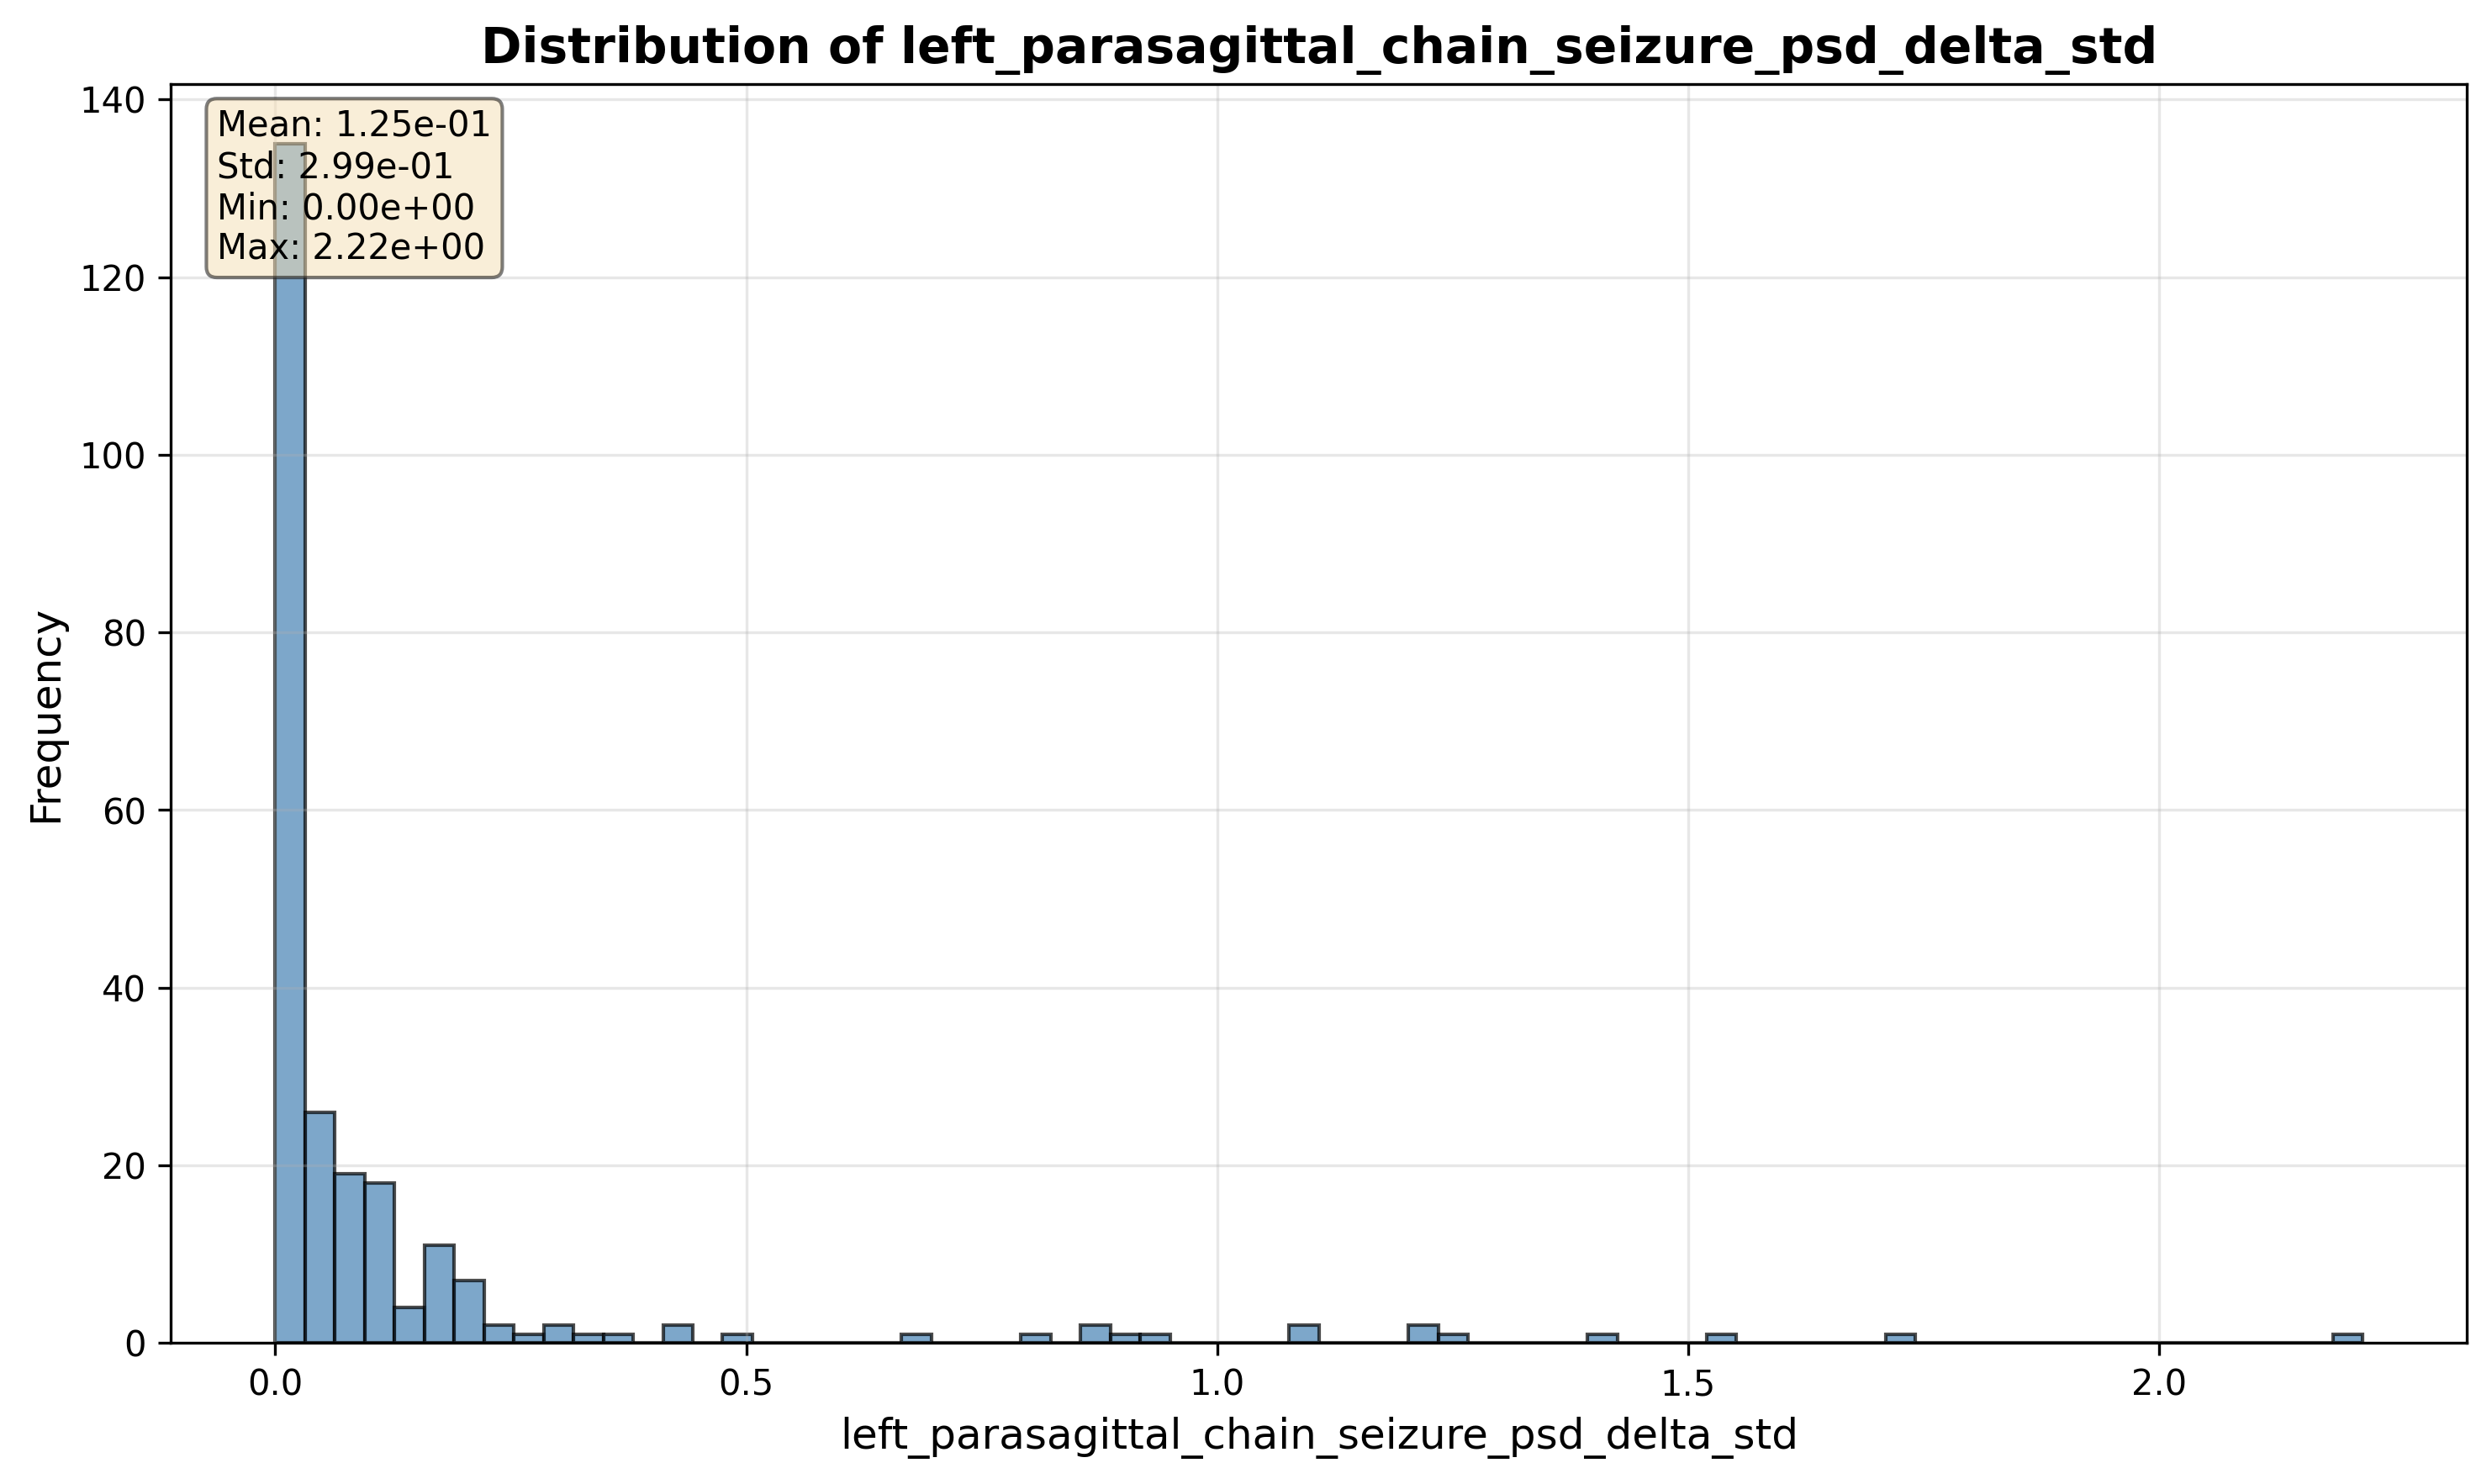 Distribution of left_parasagittal_chain_seizure_psd_delta_std
140
Mean: 1.25e-01
Std: 2.99e-01
Min: 0.00e+00
Max: 2.22e+00
120
100
80
60
40
20
0
Frequency
0.0 0.5 1.0 1.5 2.0
left_parasagittal_chain_seizure_psd_delta_std